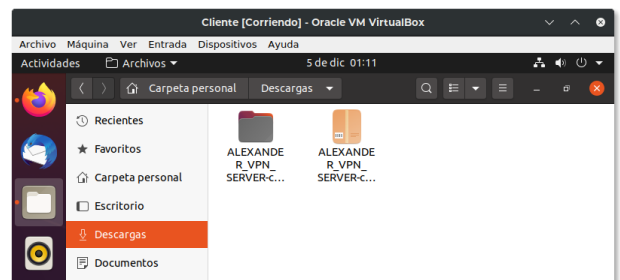 Cliente [Corriendo] - Oracle VM VirtualBox
Archivo Máquina Ver Entrada Dispositivos Ayuda
Actividades Archivos 5 de dic 01:11
Carpeta personal Descargas
Recientes
Favoritos
Carpeta personal
Escritorio
Descargas
Documentos
ALEXANDE
R_VPN_
SERVER-c...
ALEXANDE
R_VPN_
SERVER-c...